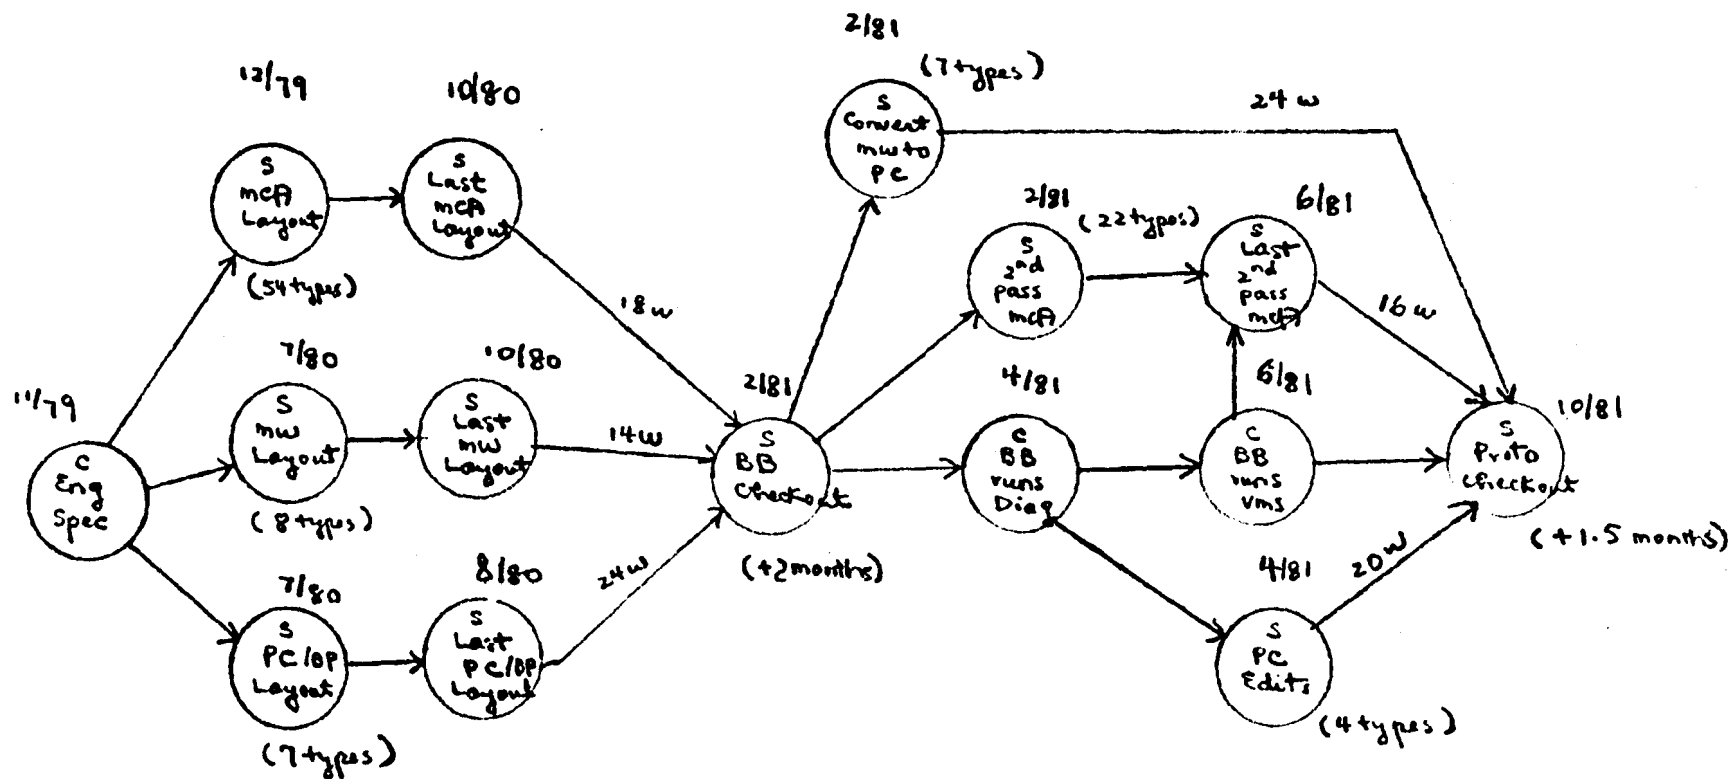 2/81
(7 types)
S
Convert
mw to
PC
24 w
12/79
S
MCA
Layout
(54 types)
10/80
S
Last
MCA
Layout
18 w
2/81
(22 types)
S
2nd
pass
MCA
6/81
S
Last
2nd
pass
MCA
16 w
11/79
C
Eng
Spec
7/80
S
MW
Layout
(8 types)
10/80
S
Last
MW
Layout
14 w
2/81
S
BB
Checkout
(+2 months)
4/81
C
BB
runs
Diag
6/81
C
BB
runs
VMS
10/81
S
Proto
Checkout
(+1.5 months)
7/80
S
PC/BP
Layout
(7 types)
8/80
S
Last
PC/BP
Layout
24 w
4/81
S
PC
Edits
(4 types)
20 w